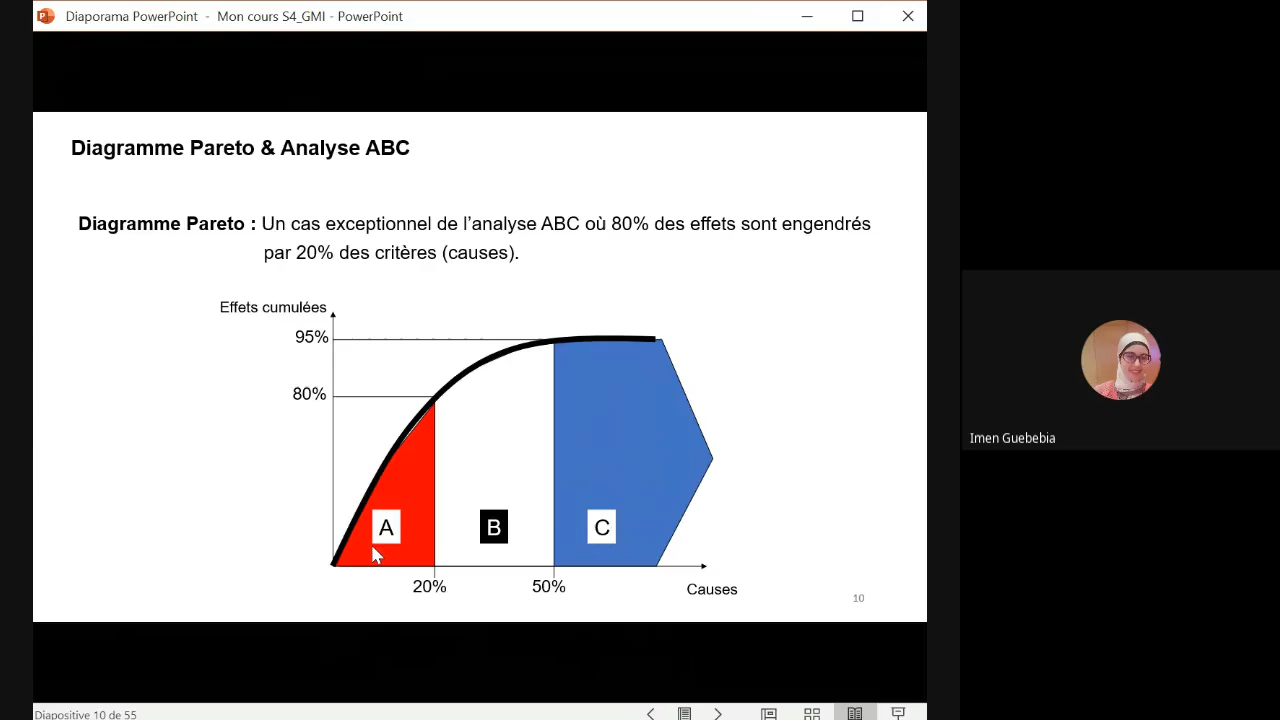 Diaporama PowerPoint - Mon cours S4_GMI - PowerPoint
Diagramme Pareto & Analyse ABC
Diagramme Pareto : Un cas exceptionnel de l’analyse ABC où 80% des effets sont engendrés
par 20% des critères (causes).
Effets cumulées
95%
80%
A
B
C
20%
50%
Causes
10
Imen Guebebia
Diapositive 10 de 55